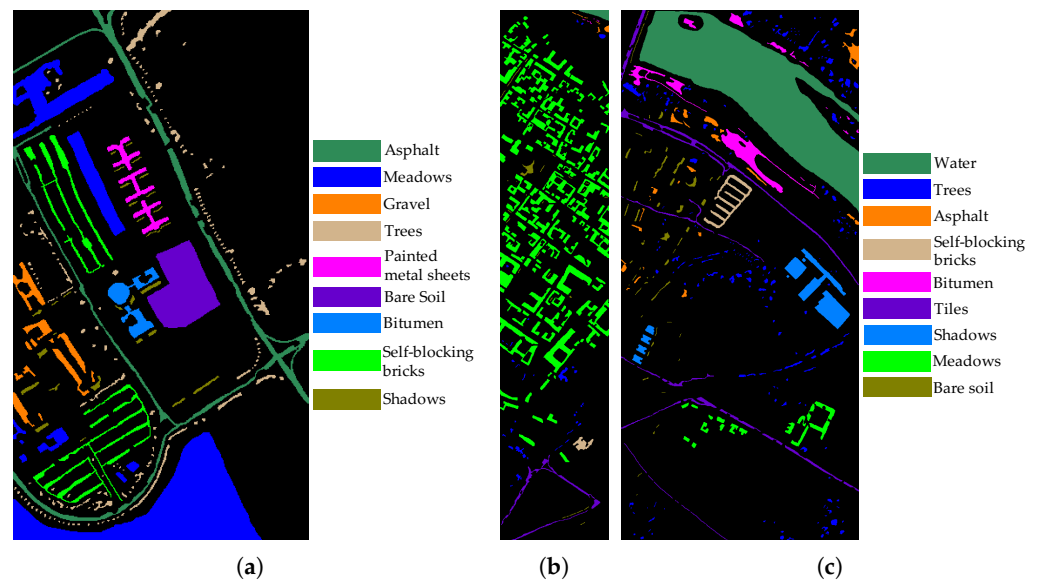 Asphalt
Meadows
Gravel
Trees
Painted
metal sheets
Bare Soil
Bitumen
Self-blocking
bricks
Shadows
Water
Trees
Asphalt
Self-blocking
bricks
Bitumen
Tiles
Shadows
Meadows
Bare soil
(a)
(b)
(c)